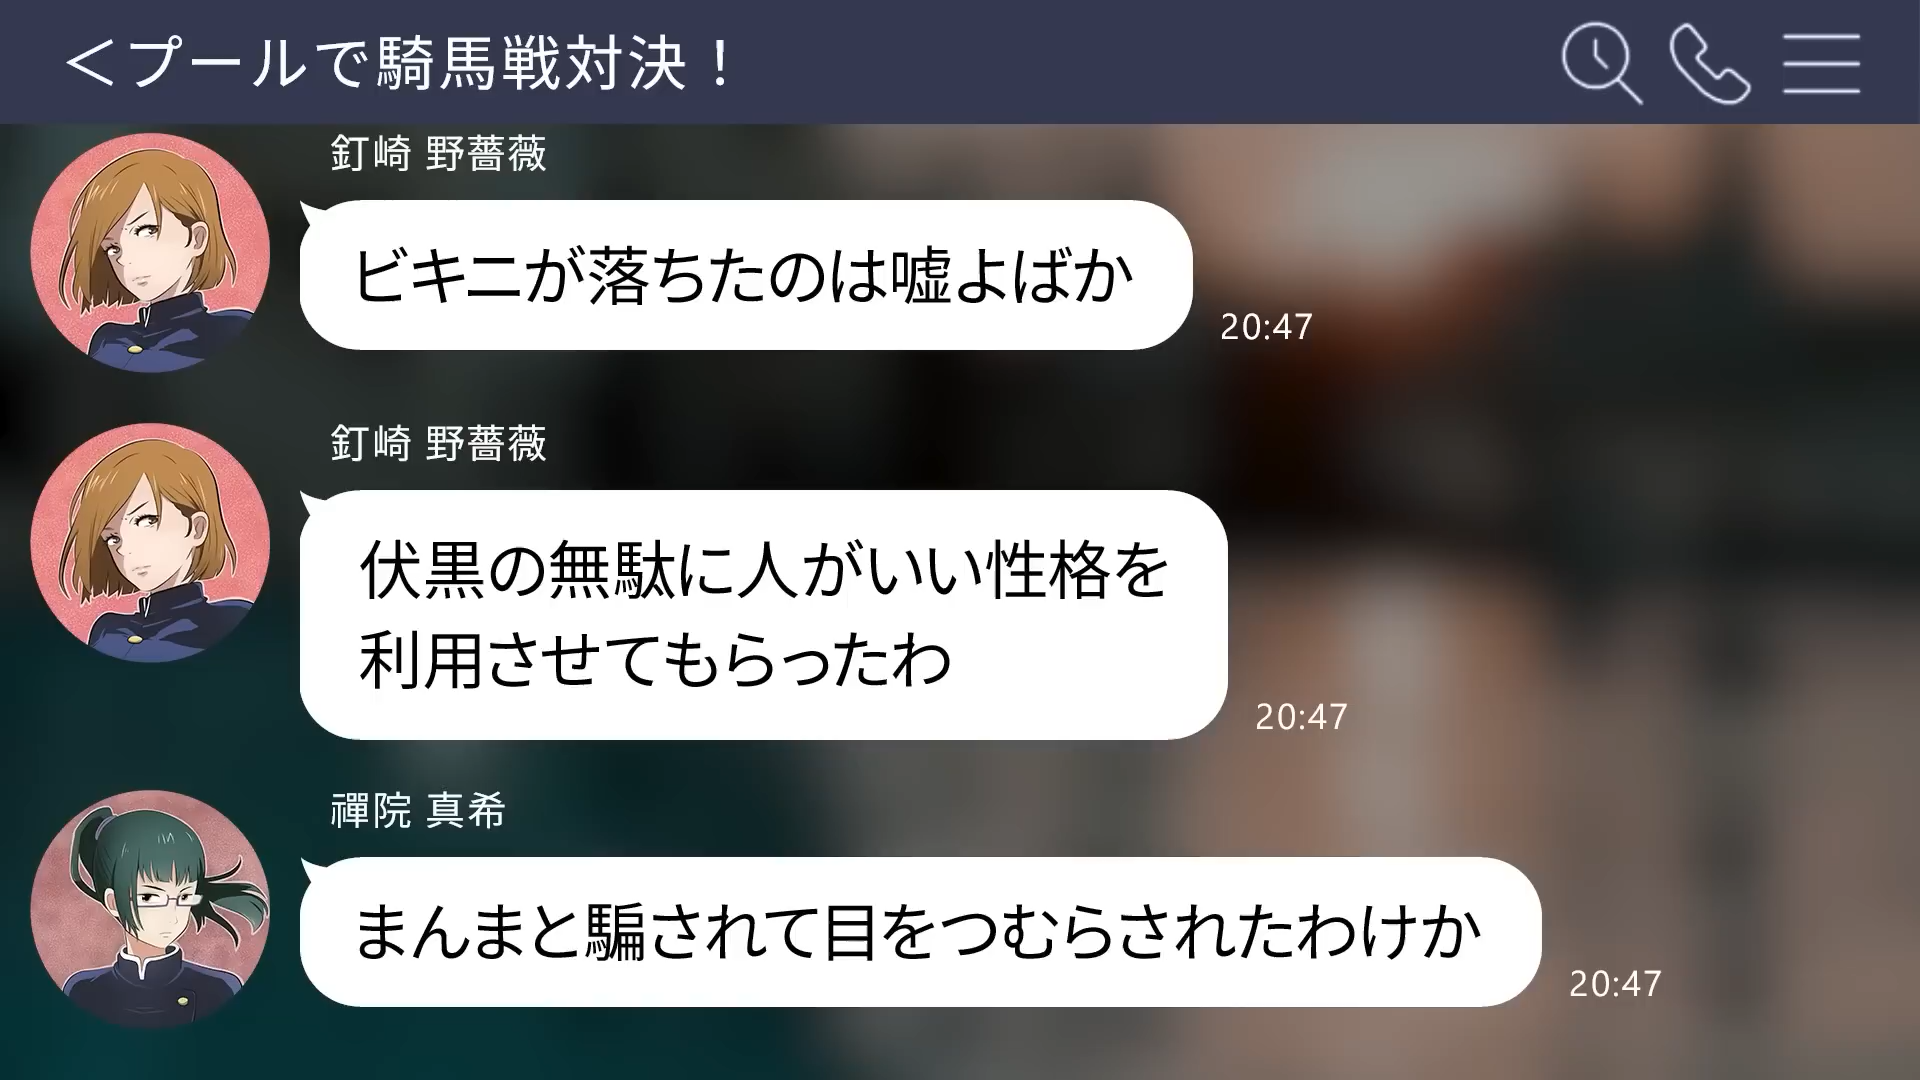 ＜プールで騎馬戦対決！
釘崎 野薔薇
ビキニが落ちたのは嘘よばか
20:47
釘崎 野薔薇
伏黒の無駄に人がいい性格を
利用させてもらったわ
20:47
禪院 真希
まんまと騙されて目をつむらされたわけか
20:47